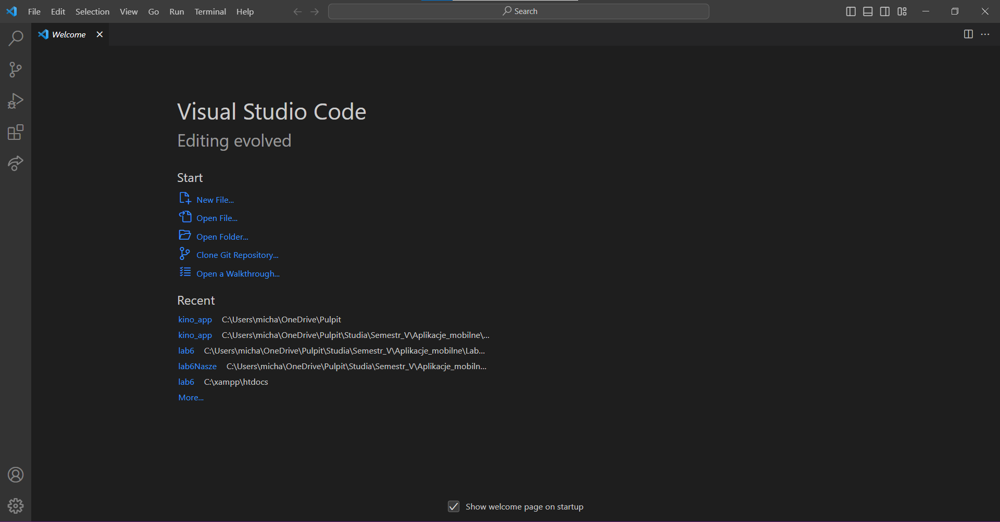 File Edit Selection View Go Run Terminal Help Search
Welcome
Visual Studio Code
Editing evolved
Start
New File...
Open File...
Open Folder...
Clone Git Repository...
Open a Walkthrough...
Recent
kino_app C:\Users\micha\OneDrive\Pulpit
kino_app C:\Users\micha\OneDrive\Pulpit\Studia\Semestr_V\Aplikacje_mobilne\...
lab6 C:\Users\micha\OneDrive\Pulpit\Studia\Semestr_V\Aplikacje_mobilne\Lab...
lab6Nasze C:\Users\micha\OneDrive\Pulpit\Studia\Semestr_V\Aplikacje_mobiln...
lab6 C:\xampp\htdocs
More...
Show welcome page on startup